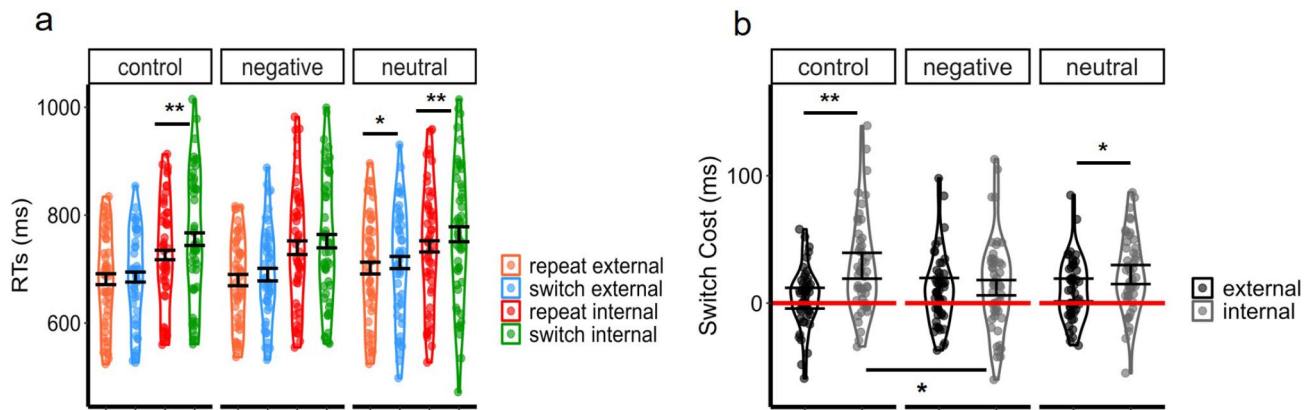 a
control negative neutral
** * **
RTs (ms)
1000
800
600
repeat external
switch external
repeat internal
switch internal
b
control negative neutral
** * *
Switch Cost (ms)
100
0
external
internal